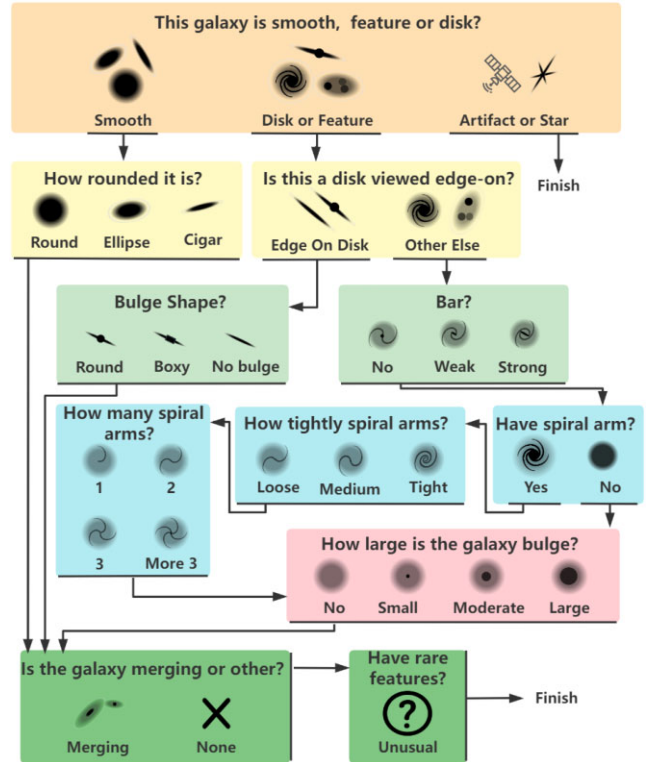 This galaxy is smooth, feature or disk?
Smooth
Disk or Feature
Artifact or Star
How rounded it is?
Round
Ellipse
Cigar
Is this a disk viewed edge-on?
Edge On Disk
Other Else
Finish
Bulge Shape?
Round
Boxy
No bulge
Bar?
No
Weak
Strong
How many spiral
arms?
1
2
3
More 3
How tightly spiral arms?
Loose
Medium
Tight
Have spiral arm?
Yes
No
How large is the galaxy bulge?
No
Small
Moderate
Large
Is the galaxy merging or other?
Merging
None
Have rare
features?
?
Unusual
Finish